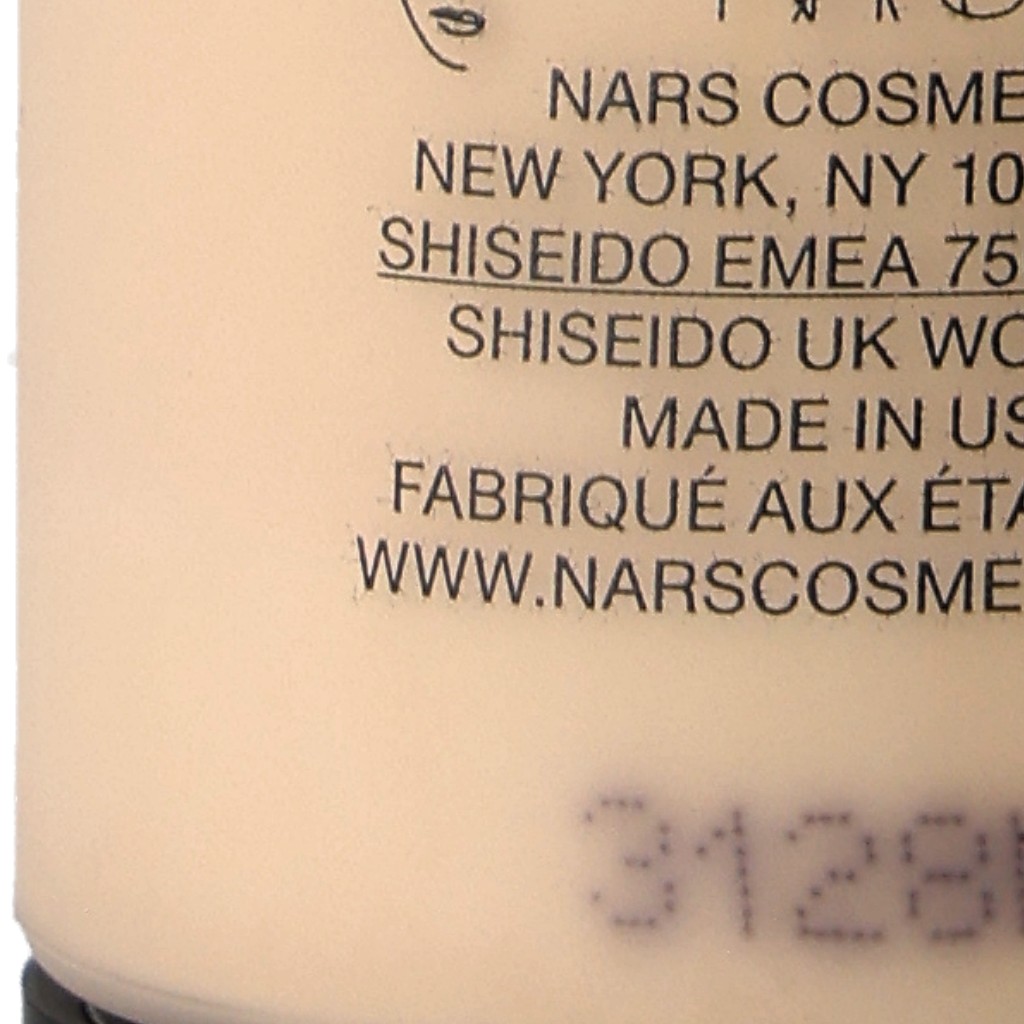 NARS COSME
NEW YORK, NY 10
SHISEIDO EMEA 75
SHISEIDO UK WC
MADE IN US
FABRIQUÉ AUX ÉTA
WWW.NARSCOSME
3128